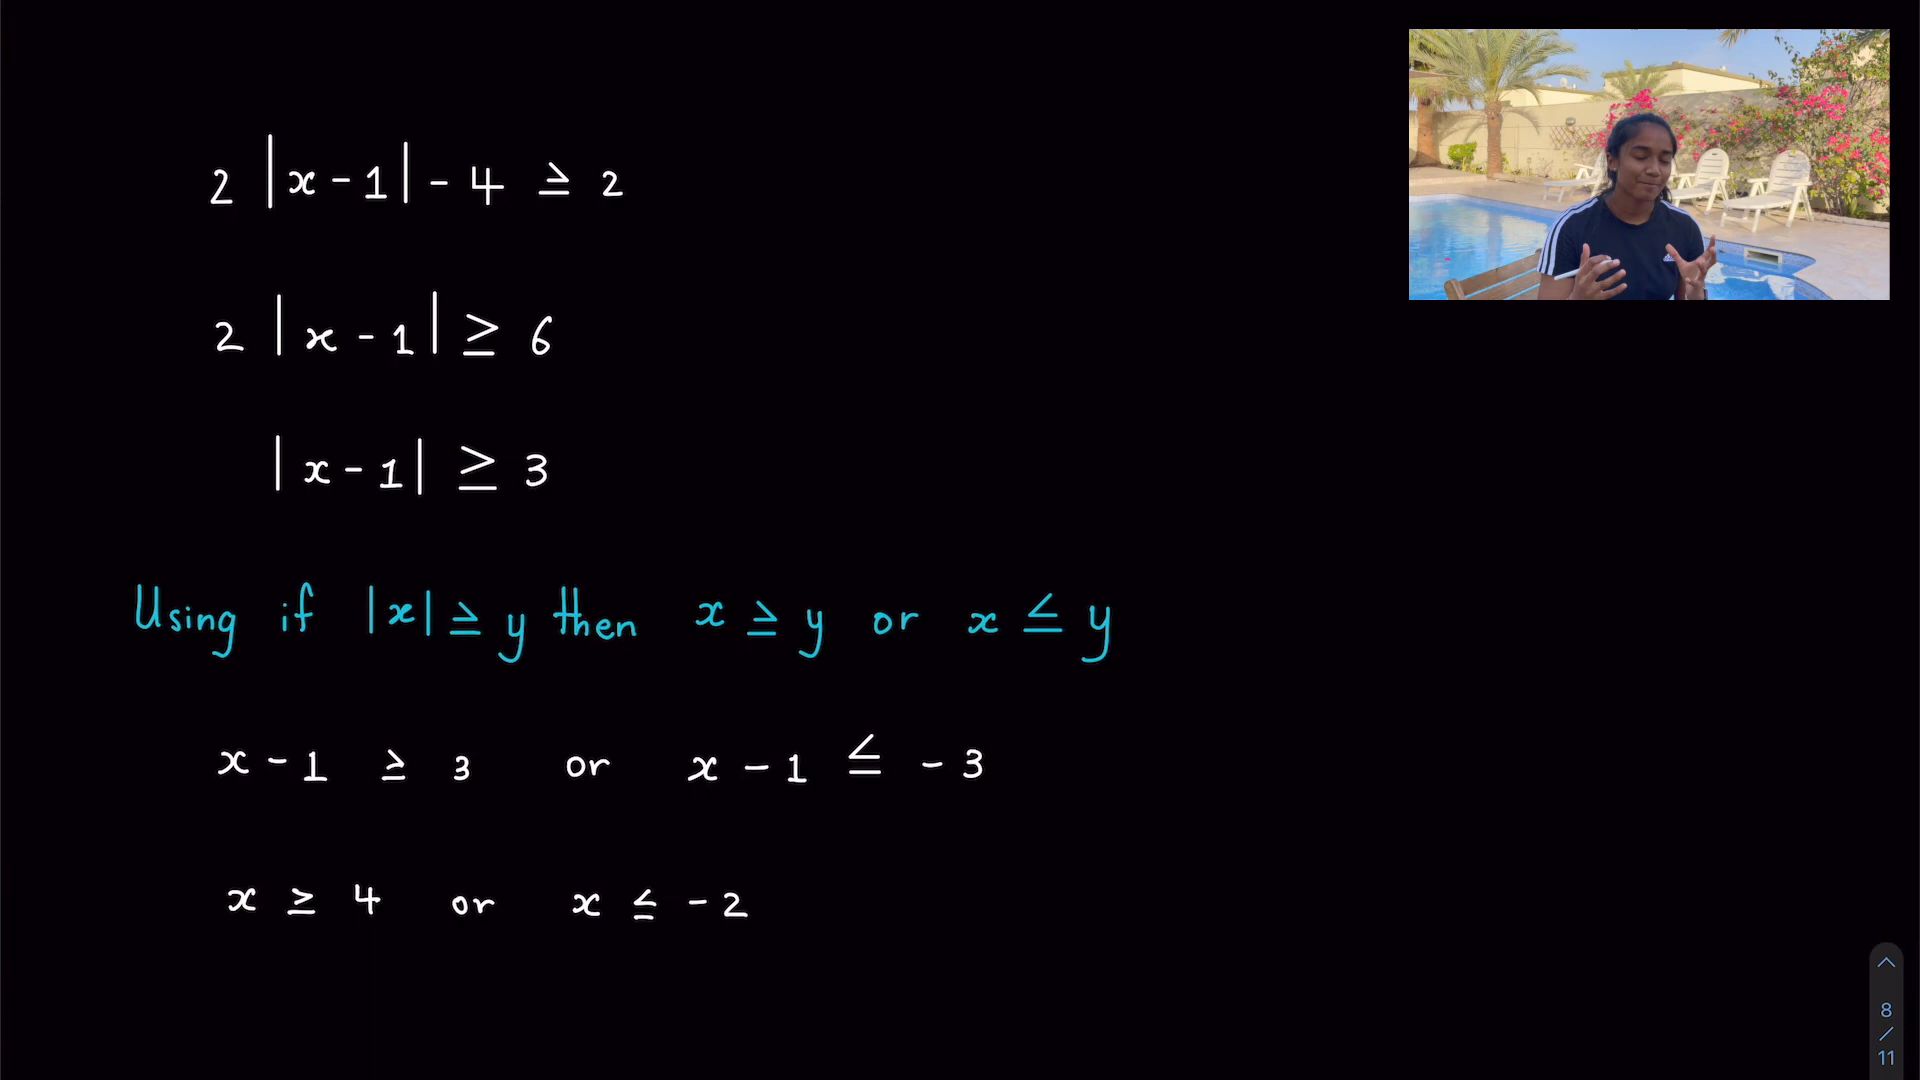 2 |x - 1| - 4 ≥ 2
2 |x - 1| ≥ 6
|x - 1| ≥ 3
Using if |x| ≥ y then x ≥ y or x ≤ y
x - 1 ≥ 3 or x - 1 ≤ - 3
x ≥ 4 or x ≤ - 2
8
/
11